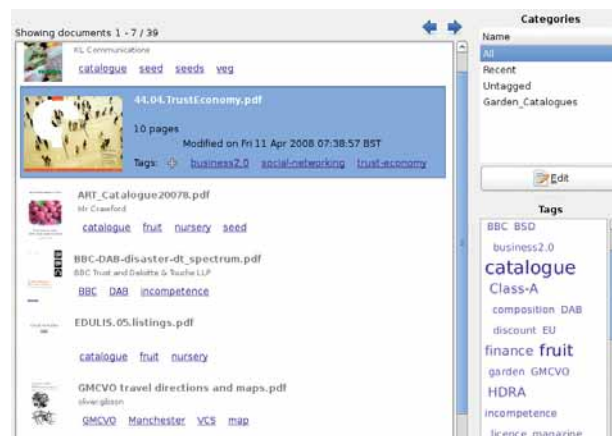 Showing documents 1 - 7 / 39
KL Communications
catalogue seed seeds veg
44.04.TrustEconomy.pdf
10 pages
Modified on Fri 11 Apr 2008 07:38:57 BST
Tags: business2.0 social-networking trust-economy
ART_Catalogue20078.pdf
Mr Crawford
catalogue fruit nursery seed
BBC-DAB-disaster-dt_spectrum.pdf
BBC Trust and Deloitte & Touche LLP
BBC DAB incompetence
EDULIS.05.listings.pdf
catalogue fruit nursery
GMCVO travel directions and maps.pdf
oliver.gibson
GMCVO Manchester VCS map
Categories
Name
All
Recent
Untagged
Garden_Catalogues
Edit
Tags
BBC BSD
business2.0
catalogue
Class-A
composition DAB
discount EU
finance fruit
garden GMCVO
HDRA
incompetence
licence magazine